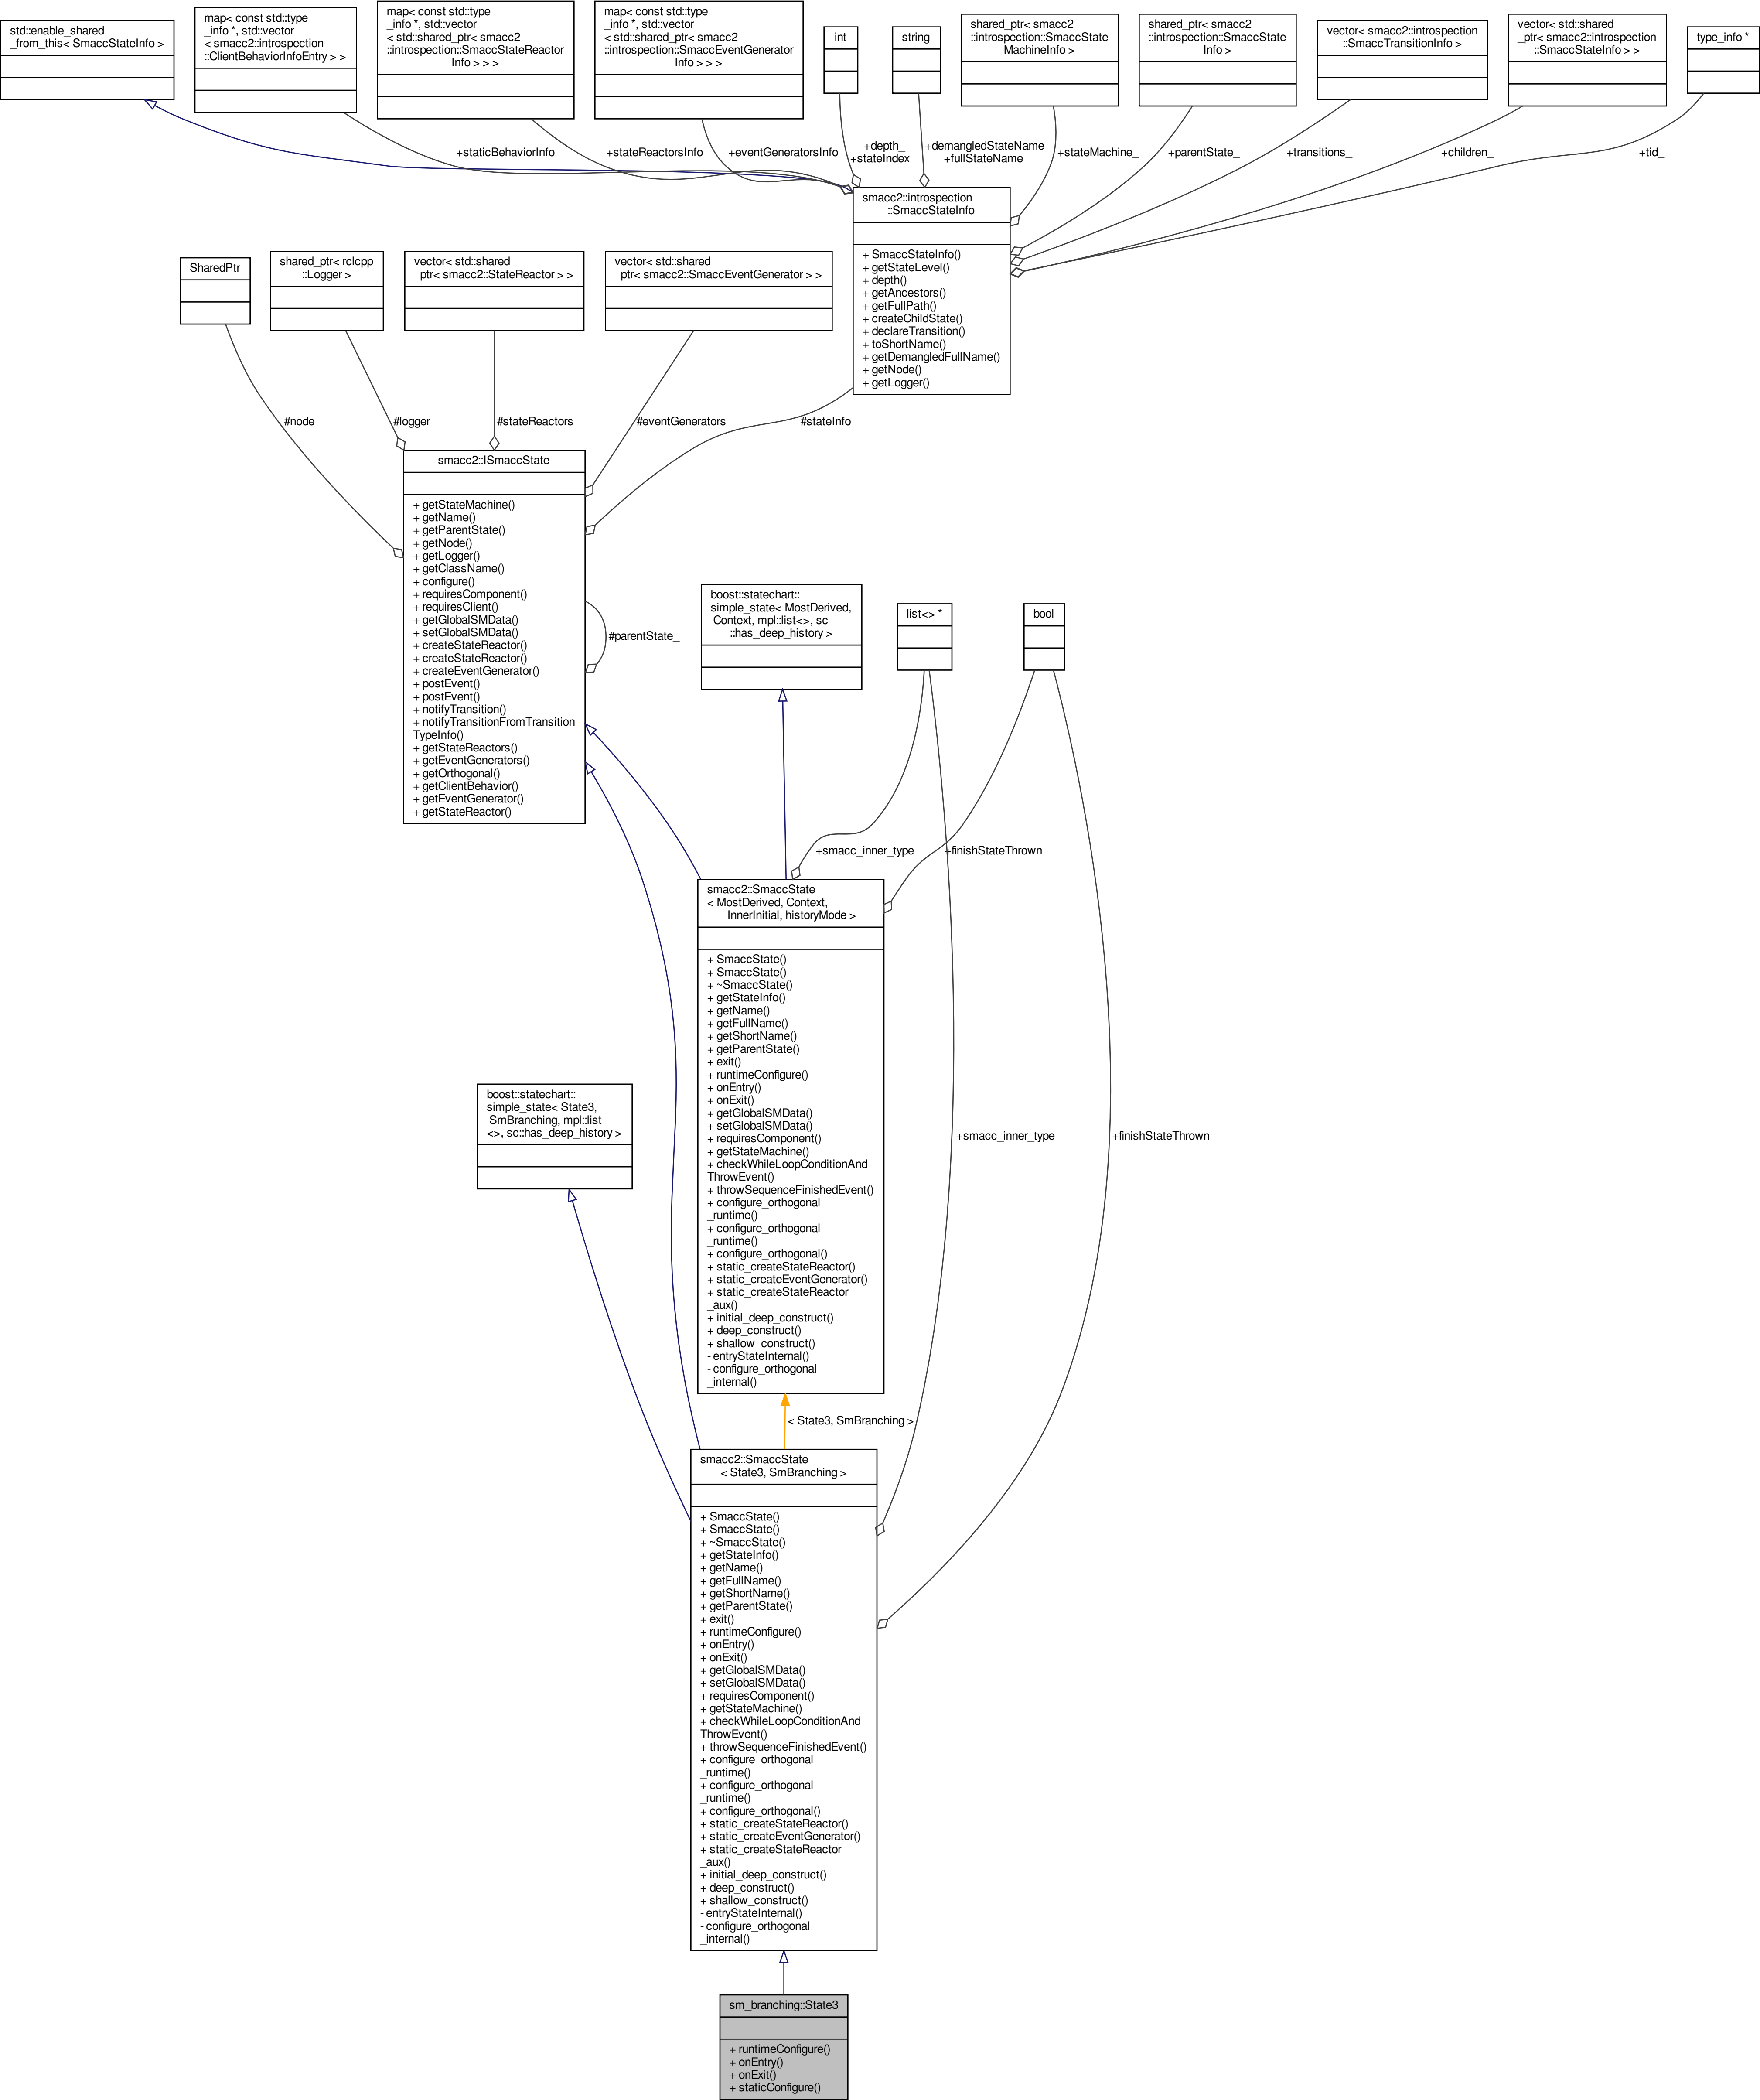 std::enable_shared
_from_this< SmaccStateInfo >
map< const std::type
_info *, std::vector
< smacc2::introspection
::ClientBehaviorInfoEntry > >
map< const std::type
_info *, std::vector
< std::shared_ptr< smacc2
::introspection::SmaccStateReactor
Info > > >
map< const std::type
_info *, std::vector
< std::shared_ptr< smacc2
::introspection::SmaccEventGenerator
Info > > >
int
string
shared_ptr< smacc2
::introspection::SmaccState
MachineInfo >
shared_ptr< smacc2
::introspection::SmaccState
Info >
vector< smacc2::introspection
::SmaccTransitionInfo >
vector< std::shared
_ptr< smacc2::introspection
::SmaccStateInfo > >
type_info *
+staticBehaviorInfo
+stateReactorsInfo
+eventGeneratorsInfo
+depth_
+stateIndex_
+demangledStateName
+fullStateName
+stateMachine_
+parentState_
+transitions_
+children_
+tid_
smacc2::introspection
::SmaccStateInfo
+ SmaccStateInfo()
+ getStateLevel()
+ depth()
+ getAncestors()
+ getFullPath()
+ createChildState()
+ declareTransition()
+ toShortName()
+ getDemangledFullName()
+ getNode()
+ getLogger()
SharedPtr
shared_ptr< rclcpp
::Logger >
vector< std::shared
_ptr< smacc2::StateReactor > >
vector< std::shared
_ptr< smacc2::SmaccEventGenerator > >
#node_
#logger_
#stateReactors_
#eventGenerators_
#stateInfo_
smacc2::ISmaccState
+ getStateMachine()
+ getName()
+ getParentState()
+ getNode()
+ getLogger()
+ getClassName()
+ configure()
+ requiresComponent()
+ requiresClient()
+ getGlobalSMData()
+ setGlobalSMData()
+ createStateReactor()
+ createStateReactor()
+ createEventGenerator()
+ postEvent()
+ postEvent()
+ notifyTransition()
+ notifyTransitionFromTransition
TypeInfo()
+ getStateReactors()
+ getEventGenerators()
+ getOrthogonal()
+ getClientBehavior()
+ getEventGenerator()
+ getStateReactor()
#parentState_
boost::statechart::
simple_state< MostDerived,
Context, mpl::list<>, sc
::has_deep_history >
list<> *
bool
+smacc_inner_type
+finishStateThrown
smacc2::SmaccState
< MostDerived, Context,
InnerInitial, historyMode >
+ SmaccState()
+ SmaccState()
+ ~SmaccState()
+ getStateInfo()
+ getName()
+ getFullName()
+ getShortName()
+ getParentState()
+ exit()
+ runtimeConfigure()
+ onEntry()
+ onExit()
+ getGlobalSMData()
+ setGlobalSMData()
+ requiresComponent()
+ getStateMachine()
+ checkWhileLoopConditionAnd
ThrowEvent()
+ throwSequenceFinishedEvent()
+ configure_orthogonal
_runtime()
+ configure_orthogonal
_runtime()
+ configure_orthogonal()
+ static_createStateReactor()
+ static_createEventGenerator()
+ static_createStateReactor
_aux()
+ initial_deep_construct()
+ deep_construct()
+ shallow_construct()
- entryStateInternal()
- configure_orthogonal
_internal()
boost::statechart::
simple_state< State3,
SmBranching, mpl::list
<>, sc::has_deep_history >
+smacc_inner_type
+finishStateThrown
< State3, SmBranching >
smacc2::SmaccState
< State3, SmBranching >
+ SmaccState()
+ SmaccState()
+ ~SmaccState()
+ getStateInfo()
+ getName()
+ getFullName()
+ getShortName()
+ getParentState()
+ exit()
+ runtimeConfigure()
+ onEntry()
+ onExit()
+ getGlobalSMData()
+ setGlobalSMData()
+ requiresComponent()
+ getStateMachine()
+ checkWhileLoopConditionAnd
ThrowEvent()
+ throwSequenceFinishedEvent()
+ configure_orthogonal
_runtime()
+ configure_orthogonal
_runtime()
+ configure_orthogonal()
+ static_createStateReactor()
+ static_createEventGenerator()
+ static_createStateReactor
_aux()
+ initial_deep_construct()
+ deep_construct()
+ shallow_construct()
- entryStateInternal()
- configure_orthogonal
_internal()
sm_branching::State3
+ runtimeConfigure()
+ onEntry()
+ onExit()
+ staticConfigure()